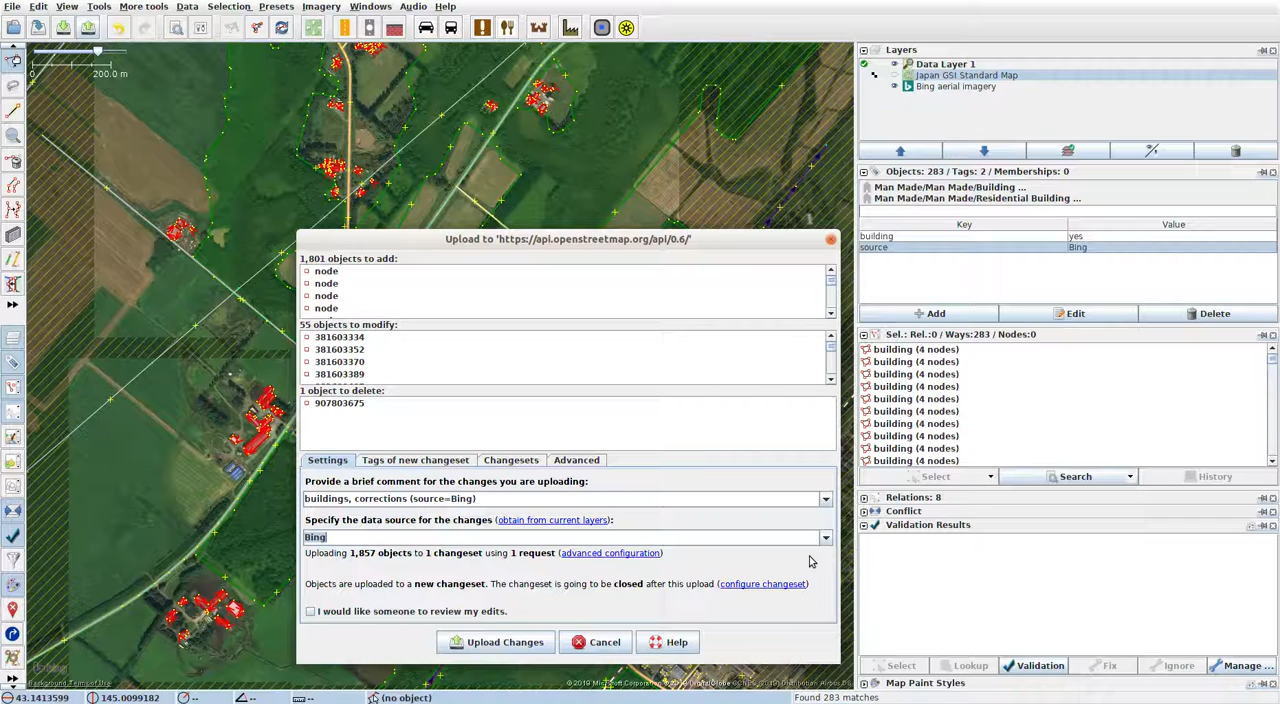 File Edit View Tools More tools Data Selection Presets Imagery Windows Audio Help
0 200.0 m
Layers
Data Layer 1
Japan GSI Standard Map
Bing aerial imagery
Objects: 283 / Tags: 2 / Memberships: 0
Man Made/Man Made/Building ...
Man Made/Man Made/Residential Building ...
Key Value
building yes
source Bing
Add Edit Delete
Sel.: Rel.:0 / Ways:283 / Nodes:0
building (4 nodes)
building (4 nodes)
building (4 nodes)
building (4 nodes)
building (4 nodes)
building (4 nodes)
building (4 nodes)
building (4 nodes)
building (4 nodes)
building (4 nodes)
Select Search History
Relations: 8
Conflict
Validation Results
Select Lookup Validation Fix Ignore Manage ...
Map Paint Styles
Upload to 'https://api.openstreetmap.org/api/0.6/'
1,801 objects to add:
node
node
node
node
55 objects to modify:
381603334
381603352
381603370
381603389
1 object to delete:
907803675
Settings Tags of new changeset Changesets Advanced
Provide a brief comment for the changes you are uploading:
buildings, corrections (source=Bing)
Specify the data source for the changes (obtain from current layers):
Bing
Uploading 1,857 objects to 1 changeset using 1 request (advanced configuration)
Objects are uploaded to a new changeset. The changeset is going to be closed after this upload (configure changeset)
I would like someone to review my edits.
Upload Changes Cancel Help
43.1413599 145.0099182 -- -- -- (no object) Found 283 matches